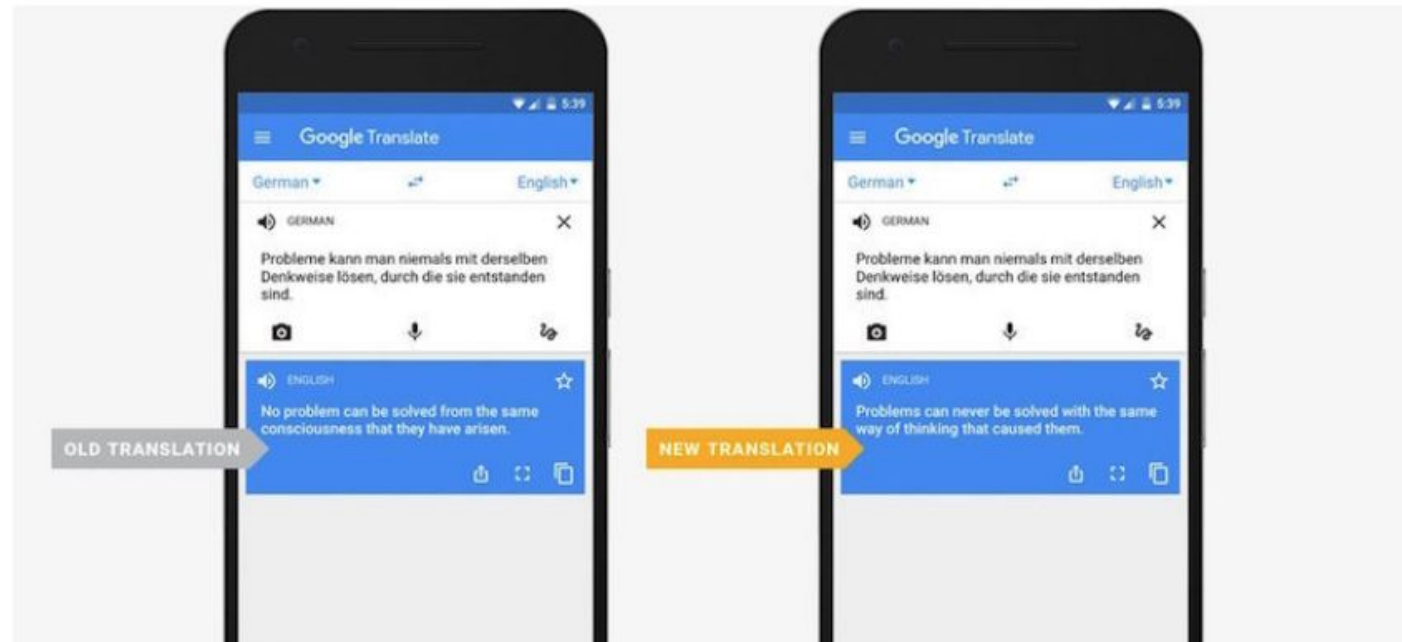 5:39
Google Translate
German
English
GERMAN
Probleme kann man niemals mit derselben
Denkweise lösen, durch die sie entstanden
sind.
ENGLISH
No problem can be solved from the same
consciousness that they have arisen.
OLD TRANSLATION
5:39
Google Translate
German
English
GERMAN
Probleme kann man niemals mit derselben
Denkweise lösen, durch die sie entstanden
sind.
ENGLISH
Problems can never be solved with the same
way of thinking that caused them.
NEW TRANSLATION